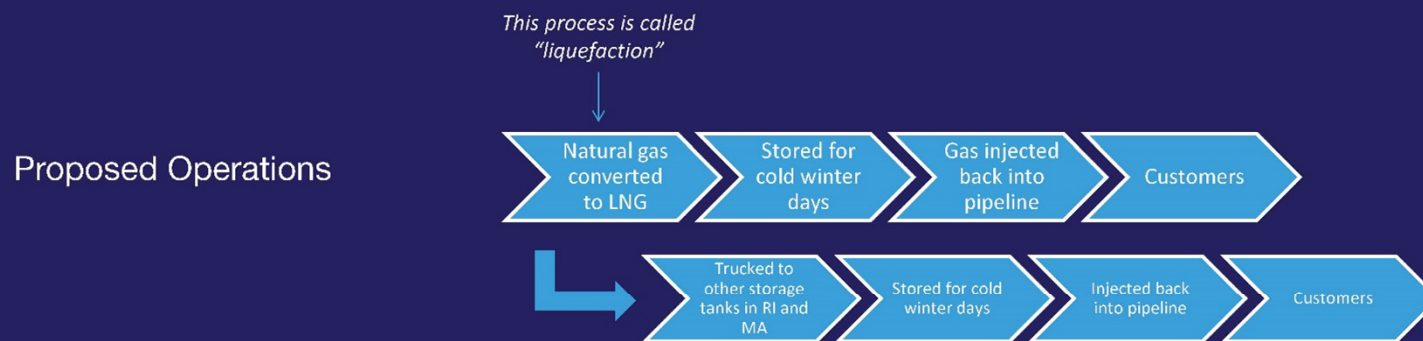 This process is called
“liquefaction”
Proposed Operations
Natural gas
converted
to LNG
Stored for
cold winter
days
Gas injected
back into
pipeline
Customers
Trucked to
other storage
tanks in RI and
MA
Stored for cold
winter days
Injected back
into pipeline
Customers